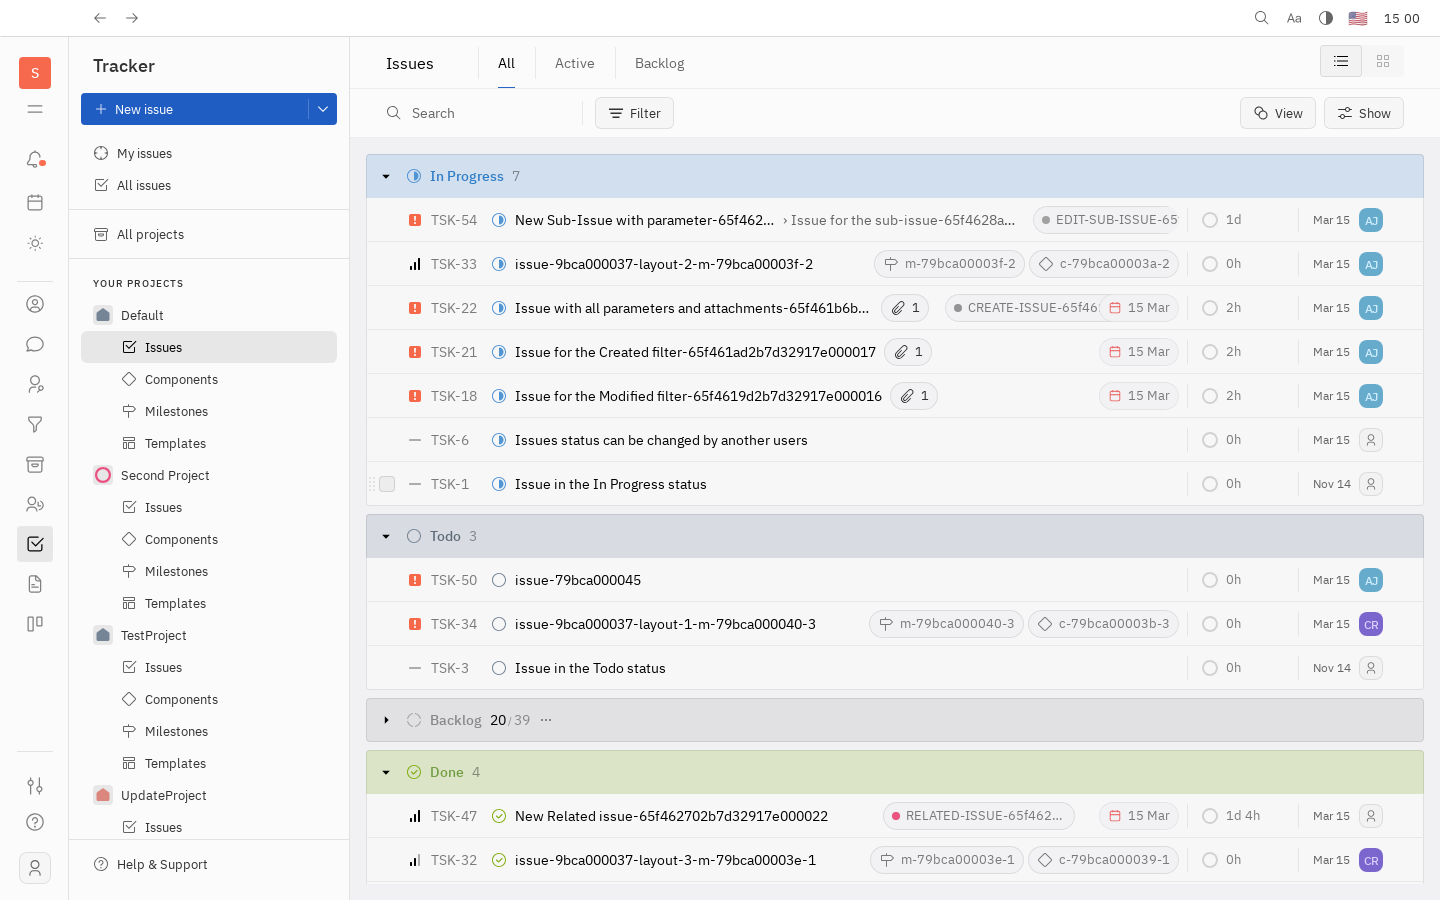 Aa
15 00
S
Tracker
New issue
My issues
All issues
All projects
YOUR PROJECTS
Default
Issues
Components
Milestones
Templates
Second Project
Issues
Components
Milestones
Templates
TestProject
Issues
Components
Milestones
Templates
UpdateProject
Issues
Help & Support
Issues
All
Active
Backlog
Search
Filter
View
Show
In Progress 7
TSK-54 New Sub-Issue with parameter-65f462... › Issue for the sub-issue-65f4628a... EDIT-SUB-ISSUE-65 1d Mar 15 AJ
TSK-33 issue-9bca000037-layout-2-m-79bca00003f-2 m-79bca00003f-2 c-79bca00003a-2 0h Mar 15 AJ
TSK-22 Issue with all parameters and attachments-65f461b6b... 1 CREATE-ISSUE-65f46 15 Mar 2h Mar 15 AJ
TSK-21 Issue for the Created filter-65f461ad2b7d32917e000017 1 15 Mar 2h Mar 15 AJ
TSK-18 Issue for the Modified filter-65f4619d2b7d32917e000016 1 15 Mar 2h Mar 15 AJ
TSK-6 Issues status can be changed by another users 0h Mar 15
TSK-1 Issue in the In Progress status 0h Nov 14
Todo 3
TSK-50 issue-79bca000045 0h Mar 15 AJ
TSK-34 issue-9bca000037-layout-1-m-79bca000040-3 m-79bca000040-3 c-79bca00003b-3 0h Mar 15 CR
TSK-3 Issue in the Todo status 0h Nov 14
Backlog 20/39 ...
Done 4
TSK-47 New Related issue-65f462702b7d32917e000022 RELATED-ISSUE-65f462... 15 Mar 1d 4h Mar 15
TSK-32 issue-9bca000037-layout-3-m-79bca00003e-1 m-79bca00003e-1 c-79bca000039-1 0h Mar 15 CR